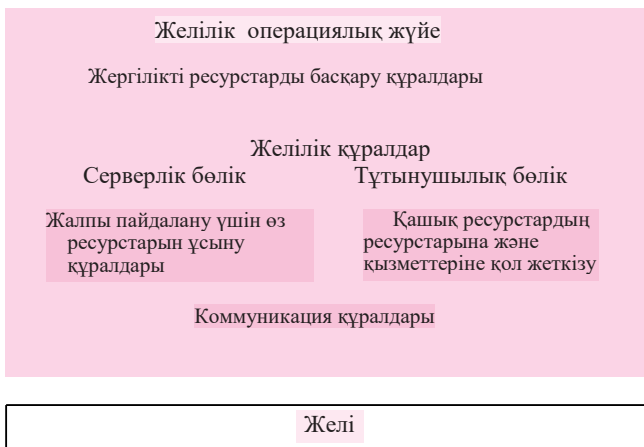 Желілік операциялық жүйе
Жергілікті ресурстарды басқару құралдары
Желілік құралдар
Серверлік бөлік
Тұтынушылық бөлік
Жалпы пайдалану үшін өз
ресурстарын ұсыну
құралдары
Қашық ресурстардың
ресурстарына және
қызметтеріне қол жеткізу
Коммуникация құралдары
Желі